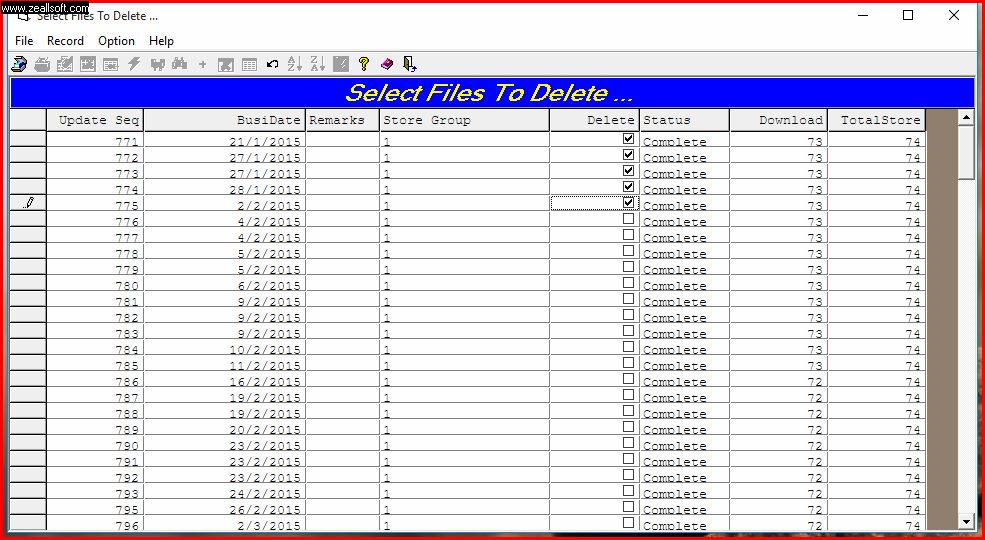 www.zeallsoft.com
Select Files To Delete ...
File Record Option Help
Select Files To Delete ...
Update Seq BusiDate Remarks Store Group Delete Status Download TotalStore
771 21/1/2015 1 Complete 73 74
772 27/1/2015 1 Complete 73 74
773 27/1/2015 1 Complete 73 74
774 28/1/2015 1 Complete 73 74
775 2/2/2015 1 Complete 73 74
776 4/2/2015 1 Complete 73 74
777 4/2/2015 1 Complete 73 74
778 5/2/2015 1 Complete 73 74
779 5/2/2015 1 Complete 73 74
780 6/2/2015 1 Complete 73 74
781 9/2/2015 1 Complete 73 74
782 9/2/2015 1 Complete 73 74
783 9/2/2015 1 Complete 73 74
784 10/2/2015 1 Complete 73 74
785 11/2/2015 1 Complete 73 74
786 16/2/2015 1 Complete 72 74
787 19/2/2015 1 Complete 72 74
788 19/2/2015 1 Complete 72 74
789 20/2/2015 1 Complete 72 74
790 23/2/2015 1 Complete 72 74
791 23/2/2015 1 Complete 72 74
792 23/2/2015 1 Complete 72 74
793 24/2/2015 1 Complete 72 74
795 26/2/2015 1 Complete 72 74
796 2/3/2015 1 Complete 72 74